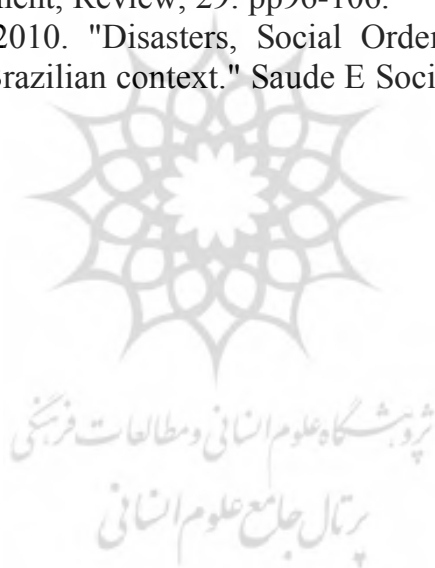 ment, Review, 29: pp96-106.
2010. "Disasters, Social Order
Brazilian context." Saude E Soci
پژوهشگاه علوم انسانی و مطالعات فرهنگی
پرتال جامع علوم انسانی